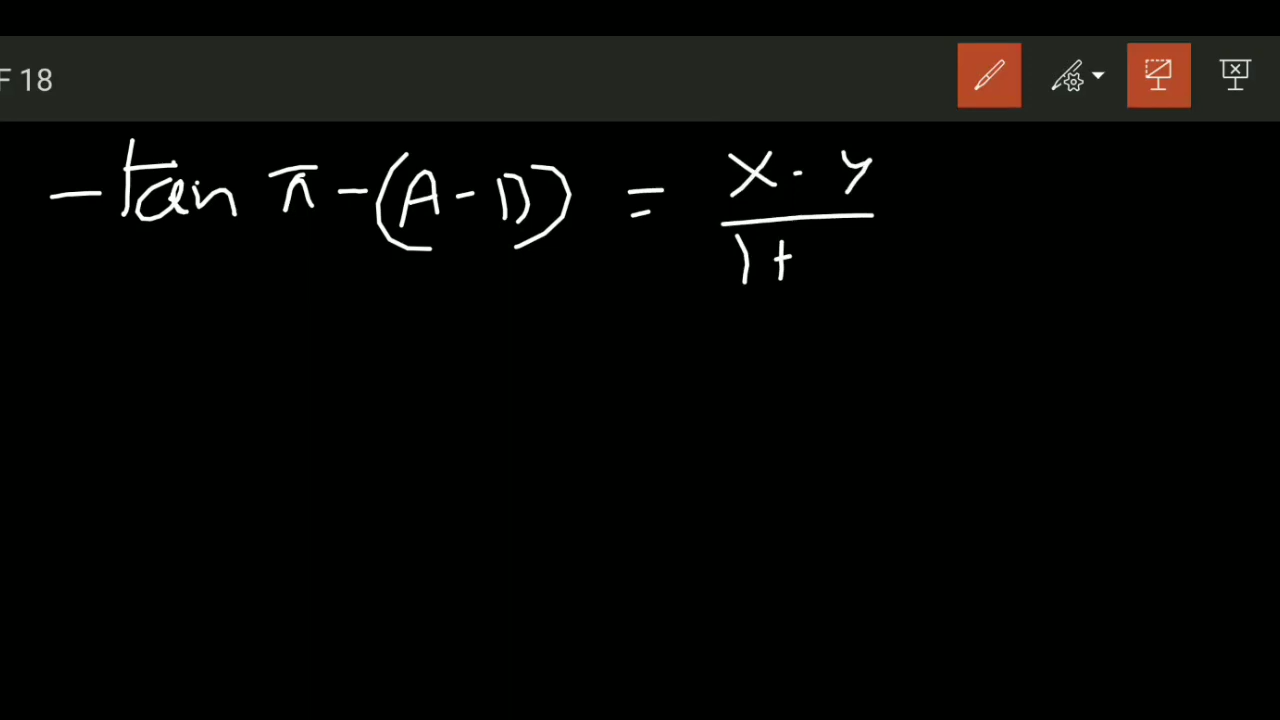 F 18
- tan π - (A - B) = x - y
1 +